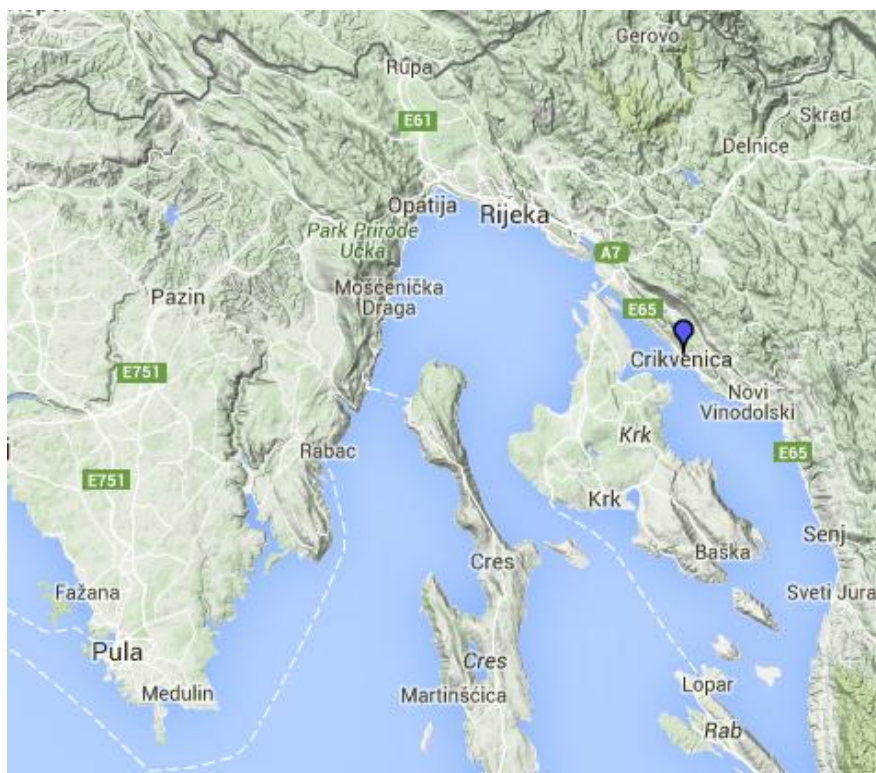 Gerovo
Rupa
Skrad
E61
Delnice
Opatija
Rijeka
Park Prirode
Učka
A7
Mošćenička
Draga
Pazin
E65
Crikvenica
E751
Novi
Vinodolski
Krk
Rabac
E65
E751
Krk
Senj
Baška
Cres
Fažana
Sveti Jura
Pula
Cres
Lopar
Medulin
Martinšćica
Rab